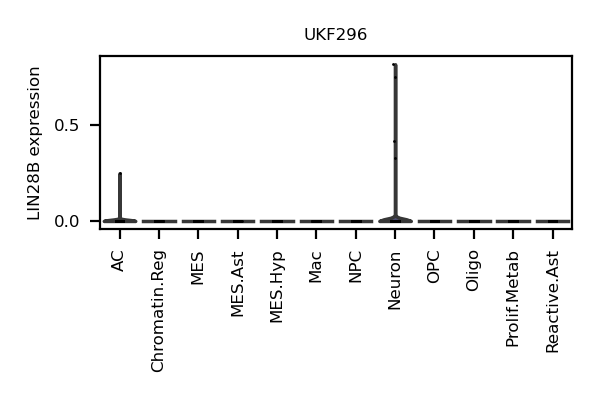 UKF296
LIN28B expression
0.5
0.0
AC
Chromatin.Reg
MES
MES.Ast
MES.Hyp
Mac
NPC
Neuron
OPC
Oligo
Prolif.Metab
Reactive.Ast